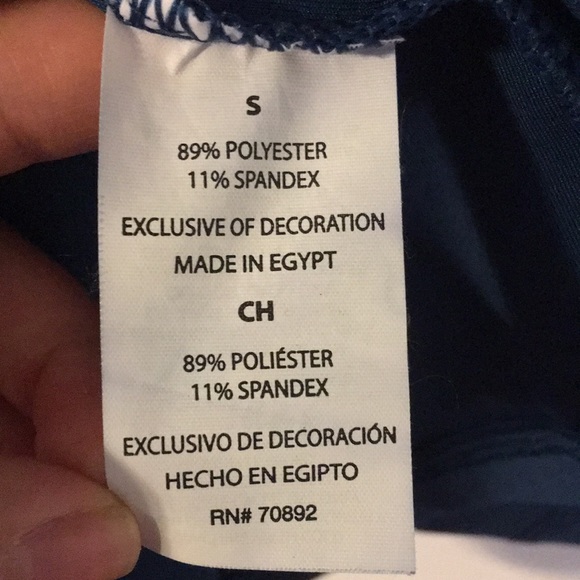 S
89% POLYESTER
11% SPANDEX
EXCLUSIVE OF DECORATION
MADE IN EGYPT
CH
89% POLIÉSTER
11% SPANDEX
EXCLUSIVO DE DECORACIÓN
HECHO EN EGIPTO
RN# 70892